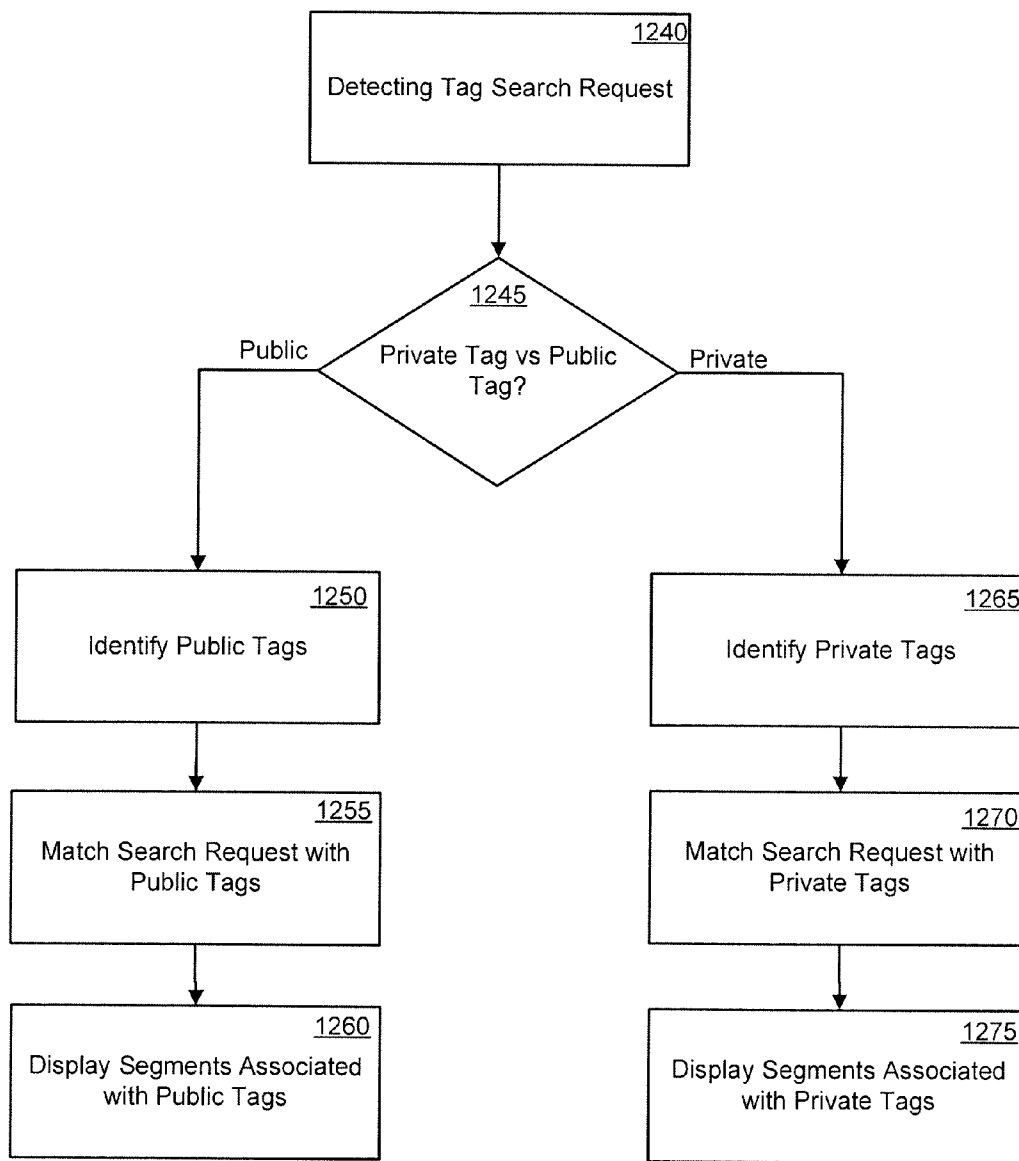 1240
Detecting Tag Search Request
1245
Private Tag vs Public
Tag?
Public
Private
1250
Identify Public Tags
1265
Identify Private Tags
1255
Match Search Request with
Public Tags
1270
Match Search Request with
Private Tags
1260
Display Segments Associated
with Public Tags
1275
Display Segments Associated
with Private Tags